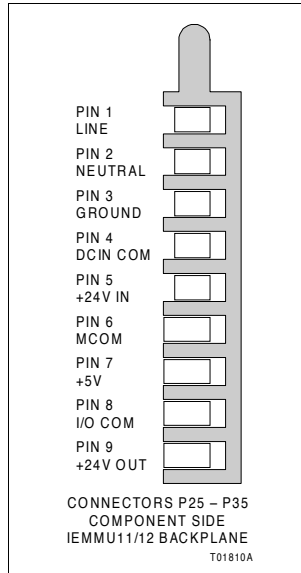 PIN 1
LINE
PIN 2
NEUTRAL
PIN 3
GROUND
PIN 4
DCIN COM
PIN 5
+24V IN
PIN 6
MCOM
PIN 7
+5V
PIN 8
I/O COM
PIN 9
+24V OUT
CONNECTORS P25 – P35
COMPONENT SIDE
IEMMU11/12 BACKPLANE
T01810A